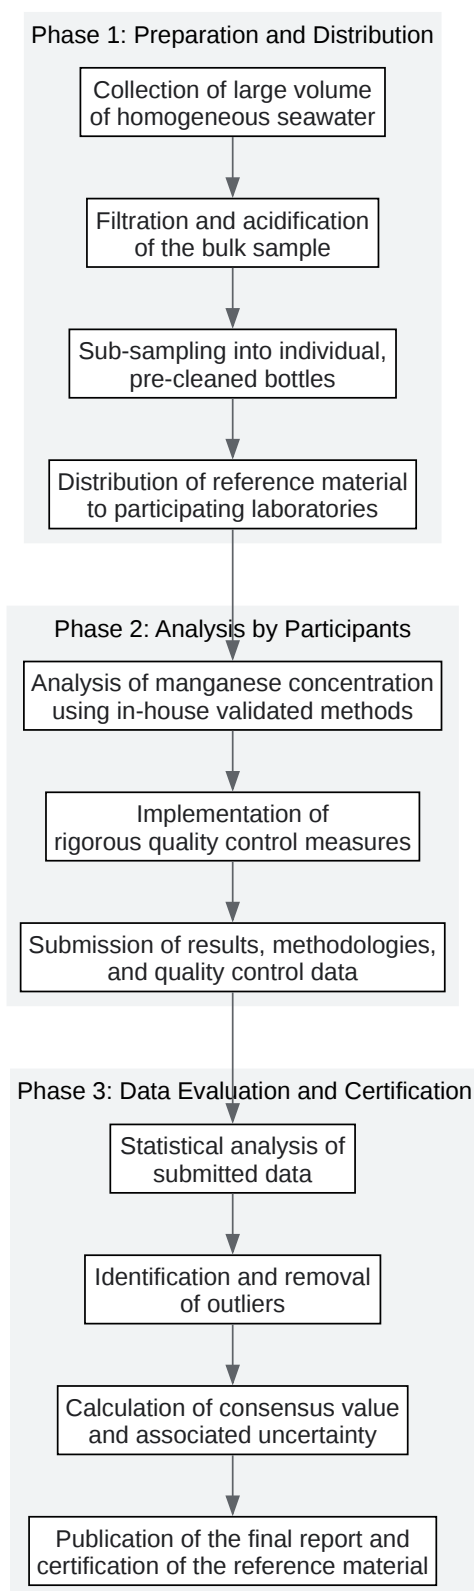 Phase 1: Preparation and Distribution
Collection of large volume
of homogeneous seawater
Filtration and acidification
of the bulk sample
Sub-sampling into individual,
pre-cleaned bottles
Distribution of reference material
to participating laboratories
Phase 2: Analysis by Participants
Analysis of manganese concentration
using in-house validated methods
Implementation of
rigorous quality control measures
Submission of results, methodologies,
and quality control data
Phase 3: Data Evaluation and Certification
Statistical analysis of
submitted data
Identification and removal
of outliers
Calculation of consensus value
and associated uncertainty
Publication of the final report and
certification of the reference material